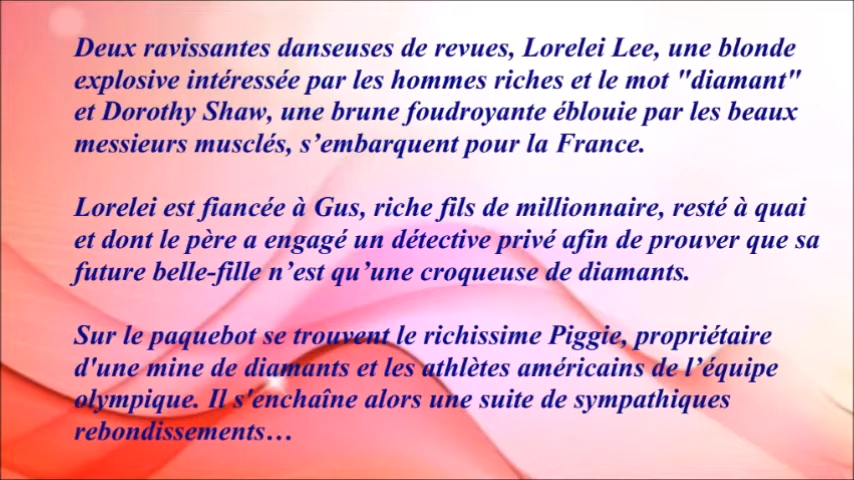 Deux ravissantes danseuses de revues, Lorelei Lee, une blonde
explosive intéressée par les hommes riches et le mot "diamant"
et Dorothy Shaw, une brune foudroyante éblouie par les beaux
messieurs musclés, s’embarquent pour la France.
Lorelei est fiancée à Gus, riche fils de millionnaire, resté à quai
et dont le père a engagé un détective privé afin de prouver que sa
future belle-fille n’est qu’une croqueuse de diamants.
Sur le paquebot se trouvent le richissime Piggie, propriétaire
d'une mine de diamants et les athlètes américains de l’équipe
olympique. Il s'enchaîne alors une suite de sympathiques
rebondissements…